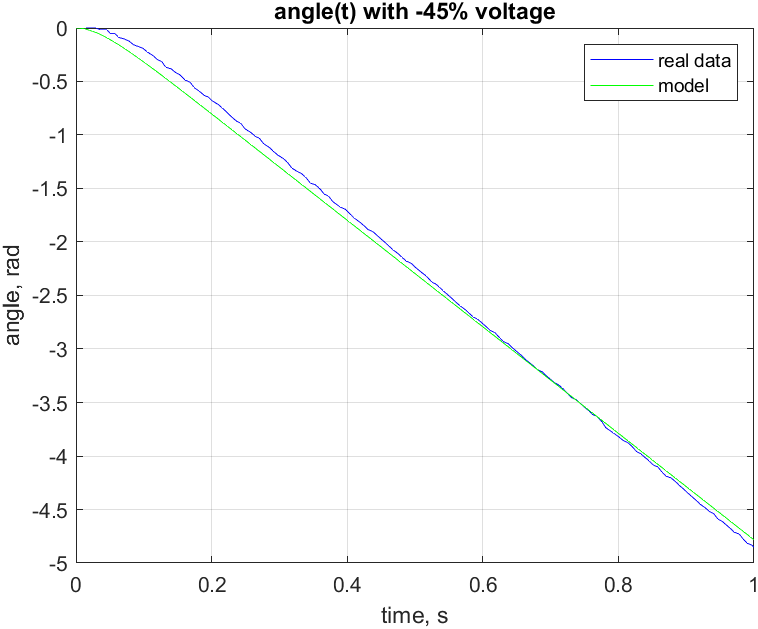 angle(t) with -45% voltage
real data
model
0
-0.5
-1
-1.5
-2
-2.5
-3
-3.5
-4
-4.5
-5
angle, rad
0 0.2 0.4 0.6 0.8 1
time, s